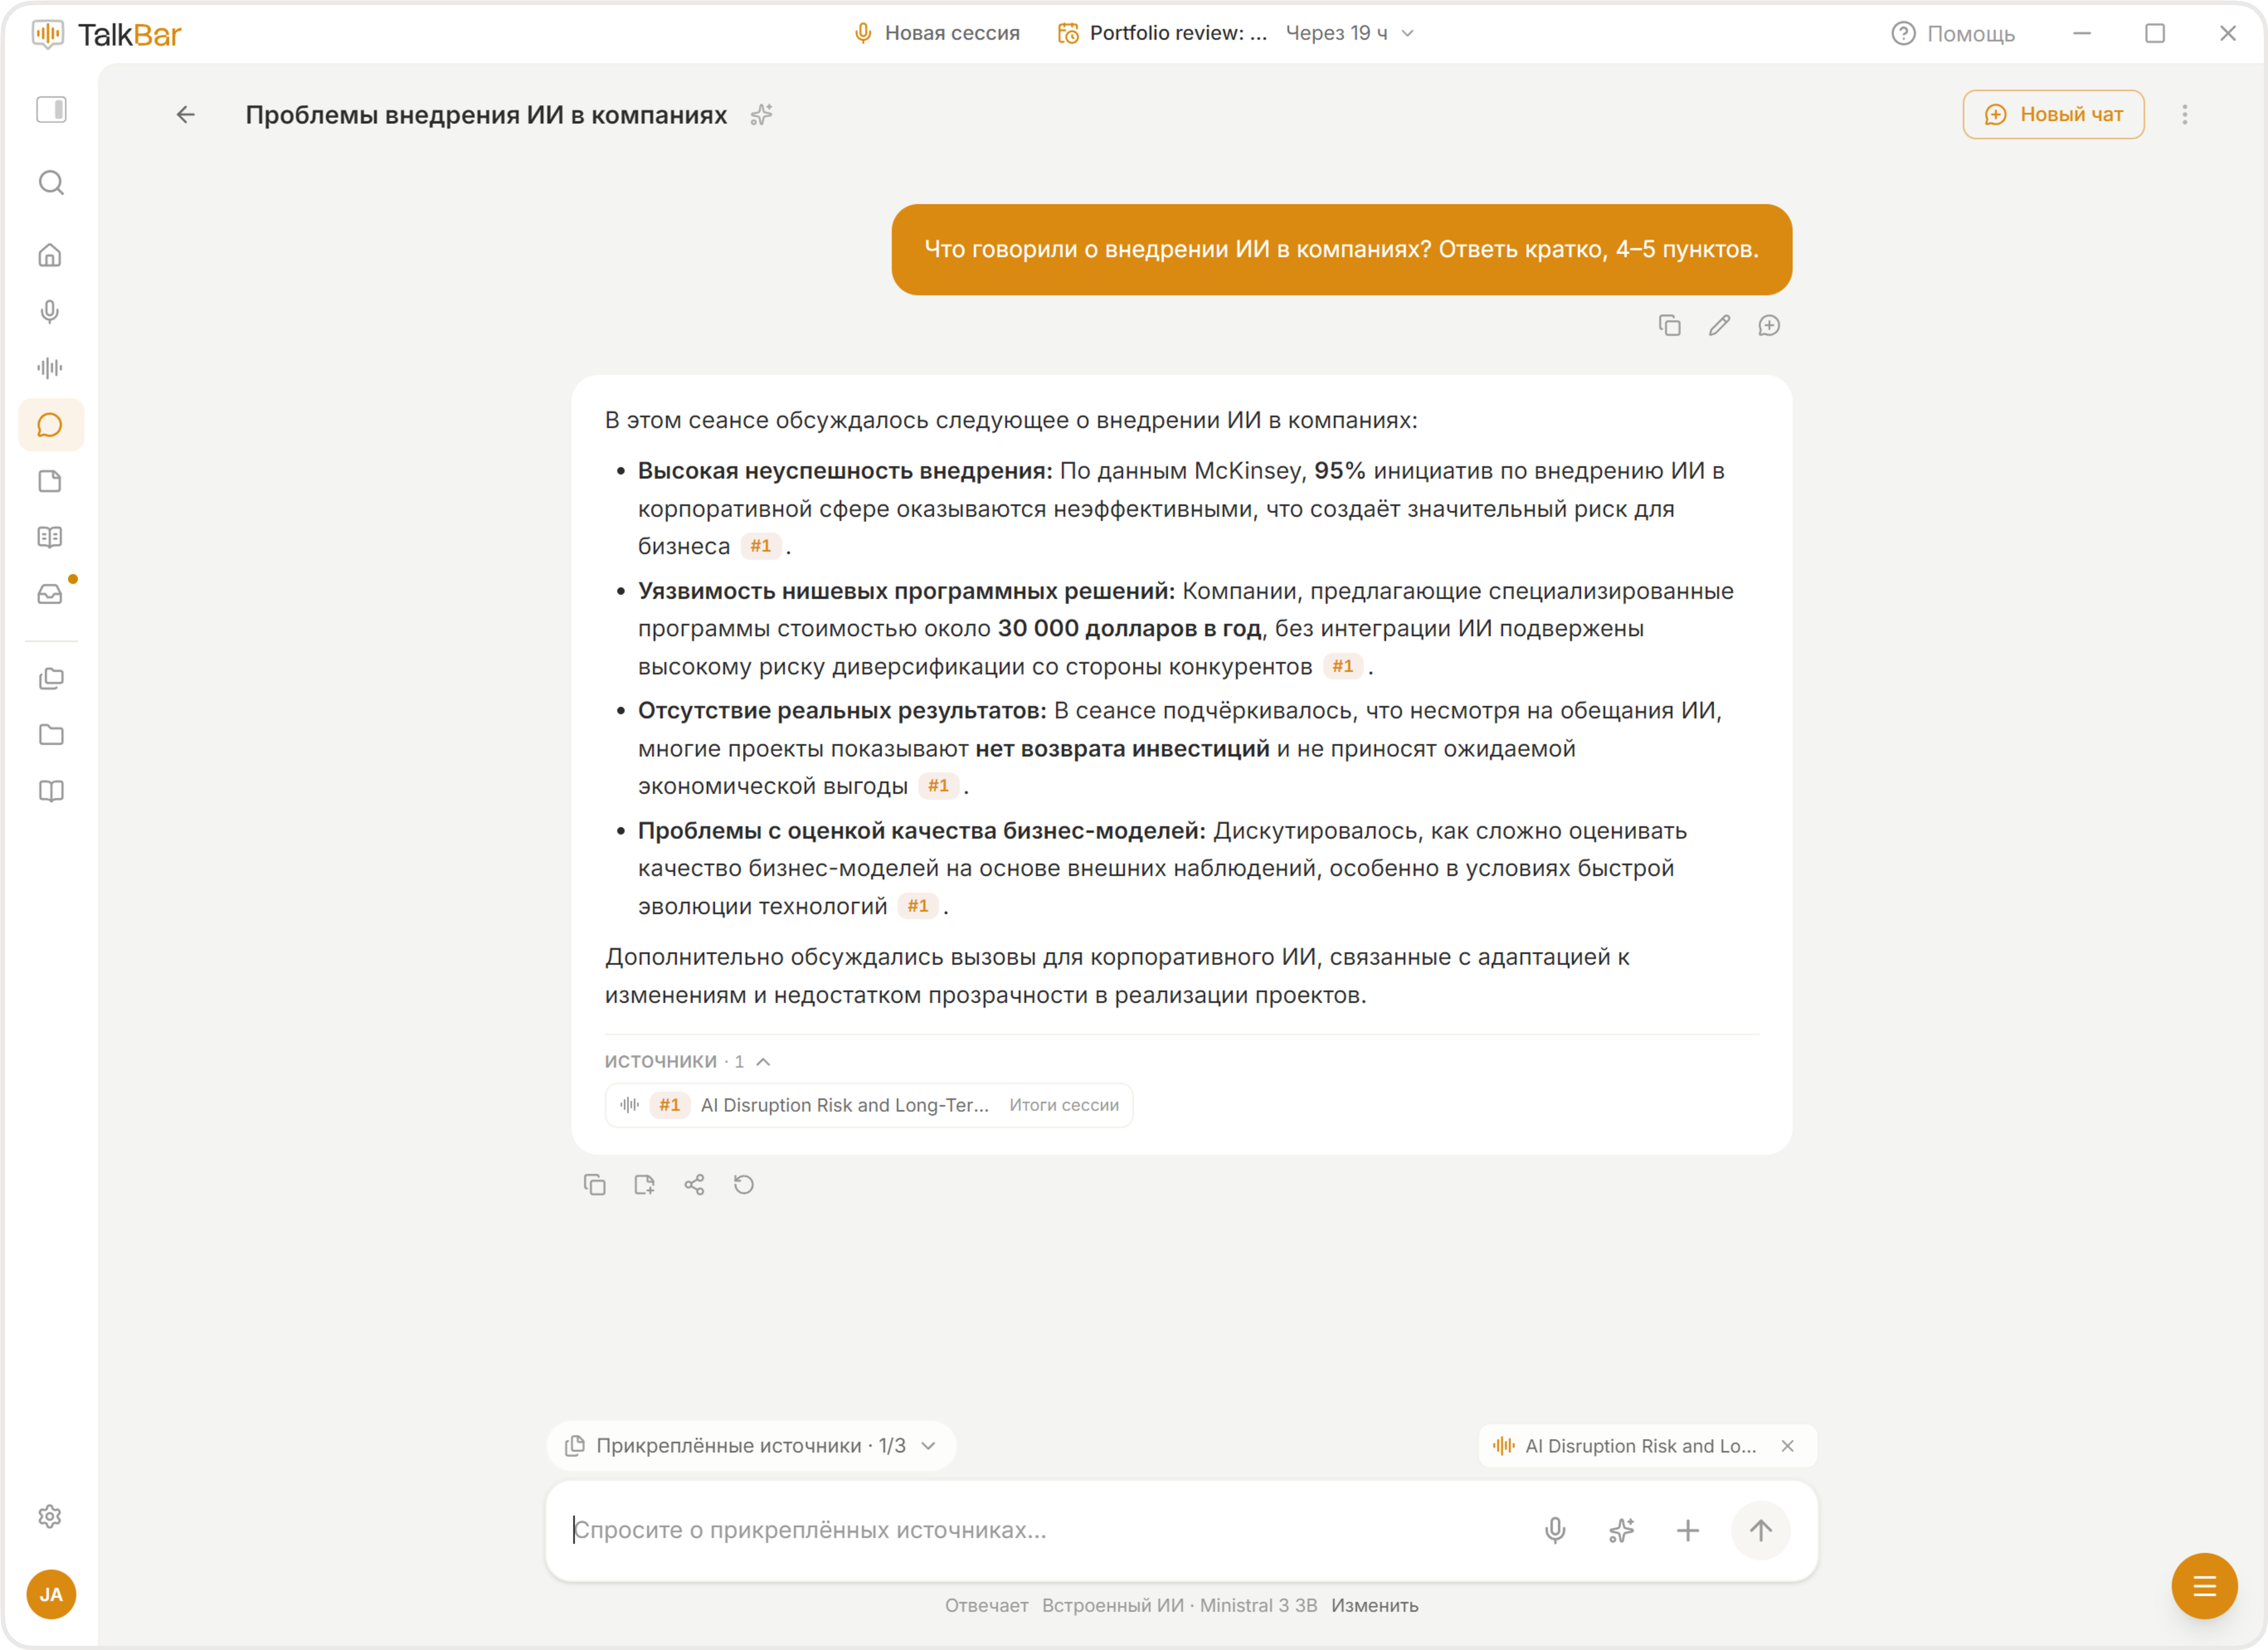 TalkBar
Новая сессия
Portfolio review: ...
Через 19 ч
Помощь
Проблемы внедрения ИИ в компаниях
Новый чат
Что говорили о внедрении ИИ в компаниях? Ответь кратко, 4–5 пунктов.
В этом сеансе обсуждалось следующее о внедрении ИИ в компаниях:
• Высокая неуспешность внедрения: По данным McKinsey, 95% инициатив по внедрению ИИ в
корпоративной сфере оказываются неэффективными, что создаёт значительный риск для
бизнеса #1 .
• Уязвимость нишевых программных решений: Компании, предлагающие специализированные
программы стоимостью около 30 000 долларов в год, без интеграции ИИ подвержены
высокому риску диверсификации со стороны конкурентов #1 .
• Отсутствие реальных результатов: В сеансе подчёркивалось, что несмотря на обещания ИИ,
многие проекты показывают нет возврата инвестиций и не приносят ожидаемой
экономической выгоды #1 .
• Проблемы с оценкой качества бизнес-моделей: Дискутировалось, как сложно оценивать
качество бизнес-моделей на основе внешних наблюдений, особенно в условиях быстрой
эволюции технологий #1 .
Дополнительно обсуждались вызовы для корпоративного ИИ, связанные с адаптацией к
изменениям и недостатком прозрачности в реализации проектов.
ИСТОЧНИКИ · 1
#1 AI Disruption Risk and Long-Ter... Итоги сессии
Прикреплённые источники · 1/3
AI Disruption Risk and Lo...
Спросите о прикреплённых источниках...
Отвечает Встроенный ИИ · Ministral 3 3B Изменить
JA